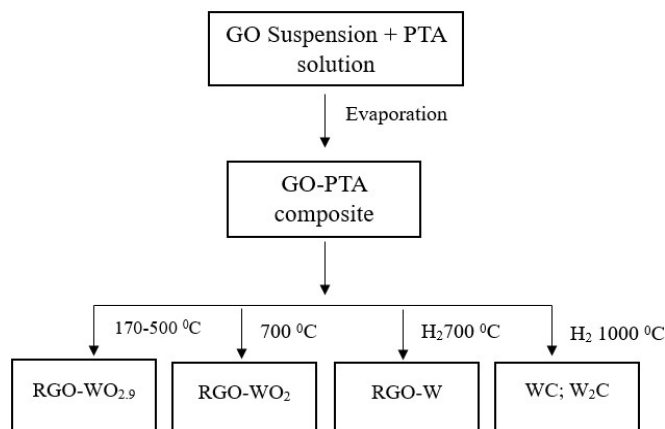 GO Suspension + PTA
solution
Evaporation
GO-PTA
composite
170-500 ⁰C
700 ⁰C
H₂700 ⁰C
H₂ 1000 ⁰C
RGO-WO₂.₉
RGO-WO₂
RGO-W
WC; W₂C